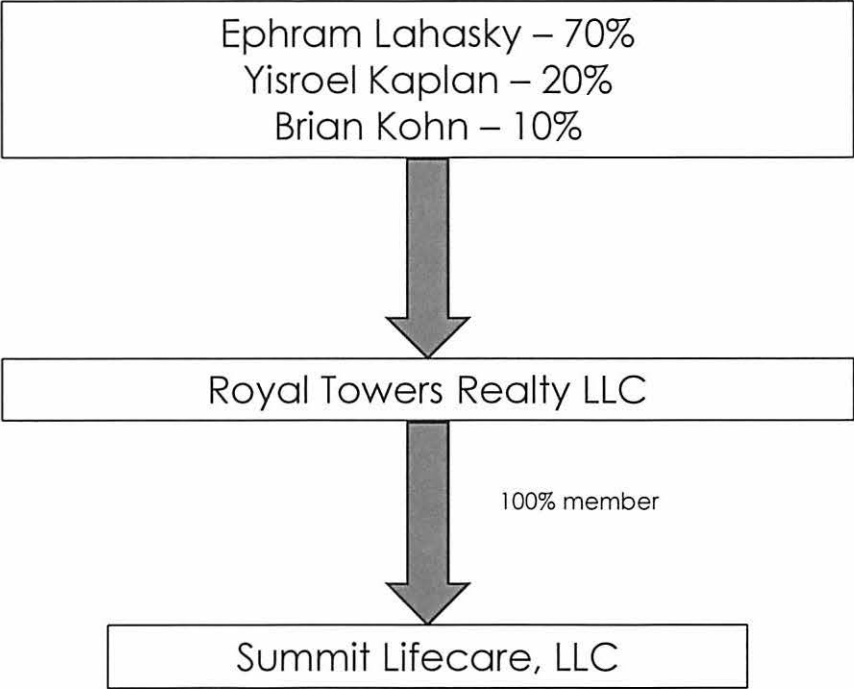 Ephram Lahasky – 70%
Yisroel Kaplan – 20%
Brian Kohn – 10%
Royal Towers Realty LLC
100% member
Summit Lifecare, LLC